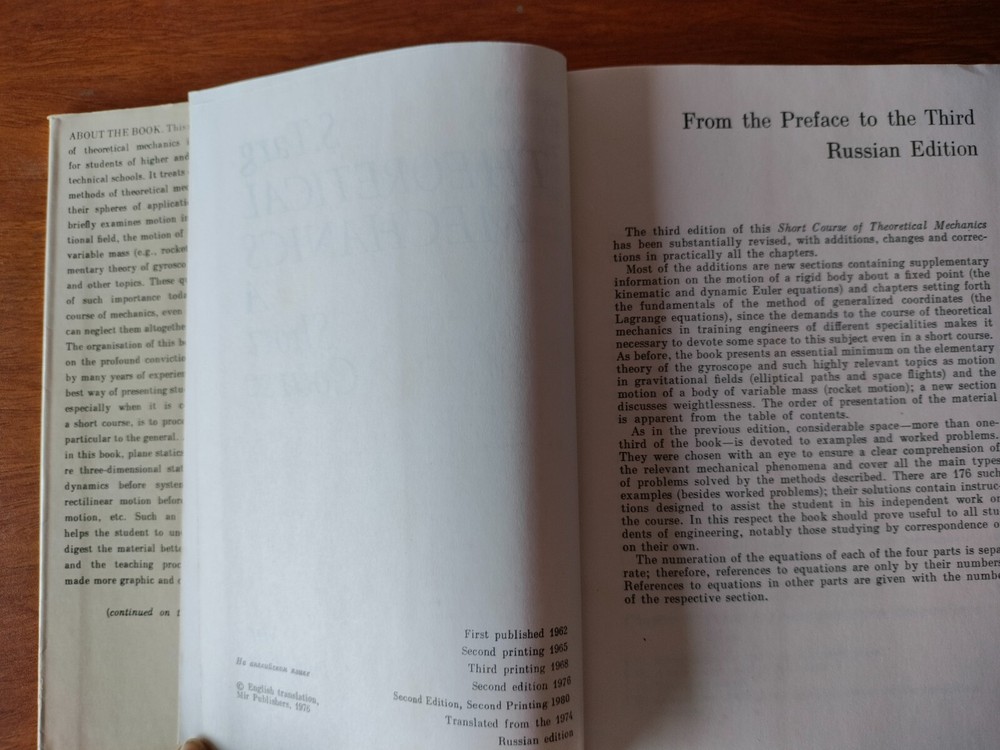 ABOUT THE BOOK. This
of theoretical mechanics
for students of higher and
technical schools. It treats
methods of theoretical
their spheres of
briefly examines motion
tional field, the motion of
variable mass (e.g.,
mentary theory of
and other topics. These
of such importance
course of mechanics, even
can neglect them
The organisation of this
on the profound
by many years of
best way of presenting
especially when it is
a short course, is to
particular to the general.
in this book, plane
re three-dimensional
dynamics before
rectilinear motion
motion, etc. Such an
helps the student to
digest the material
and the teaching
made more graphic and
(continued on
На английском языке
© English translation,
Mir Publishers, 1976
First published 1962
Second printing 1965
Third printing 1968
Second edition 1976
Second Edition, Second Printing 1980
Translated from the 1974
Russian edition
From the Preface to the Third
Russian Edition
The third edition of this Short Course of Theoretical Mechanics
has been substantially revised, with additions, changes and correc-
tions in practically all the chapters.
Most of the additions are new sections containing supplementary
information on the motion of a rigid body about a fixed point (the
kinematic and dynamic Euler equations) and chapters setting forth
the fundamentals of the method of generalized coordinates (the
Lagrange equations), since the demands to the course of theoretical
mechanics in training engineers of different specialities makes it
necessary to devote some space to this subject even in a short course.
As before, the book presents an essential minimum on the elementary
theory of the gyroscope and such highly relevant topics as motion
in gravitational fields (elliptical paths and space flights) and the
motion of a body of variable mass (rocket motion); a new section
discusses weightlessness. The order of presentation of the material
is apparent from the table of contents.
As in the previous edition, considerable space—more than one-
third of the book—is devoted to examples and worked problems.
They were chosen with an eye to ensure a clear comprehension of
the relevant mechanical phenomena and cover all the main types
of problems solved by the methods described. There are 176 such
examples (besides worked problems); their solutions contain instruc-
tions designed to assist the student in his independent work on
the course. In this respect the book should prove useful to all stu
dents of engineering, notably those studying by correspondence o
on their own.
The numeration of the equations of each of the four parts is sepa
rate; therefore, references to equations are only by their numbers
References to equations in other parts are given with the numbe
of the respective section.